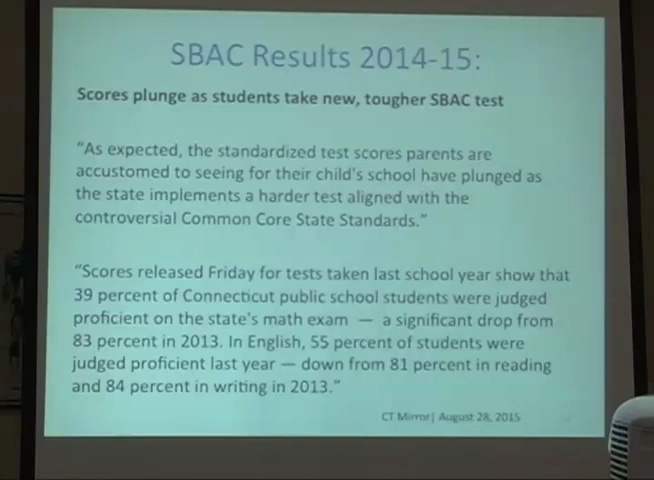 SBAC Results 2014-15:
Scores plunge as students take new, tougher SBAC test
"As expected, the standardized test scores parents are
accustomed to seeing for their child's school have plunged as
the state implements a harder test aligned with the
controversial Common Core State Standards."
"Scores released Friday for tests taken last school year show that
39 percent of Connecticut public school students were judged
proficient on the state's math exam — a significant drop from
83 percent in 2013. In English, 55 percent of students were
judged proficient last year — down from 81 percent in reading
and 84 percent in writing in 2013."
CT Mirror| August 28, 2015